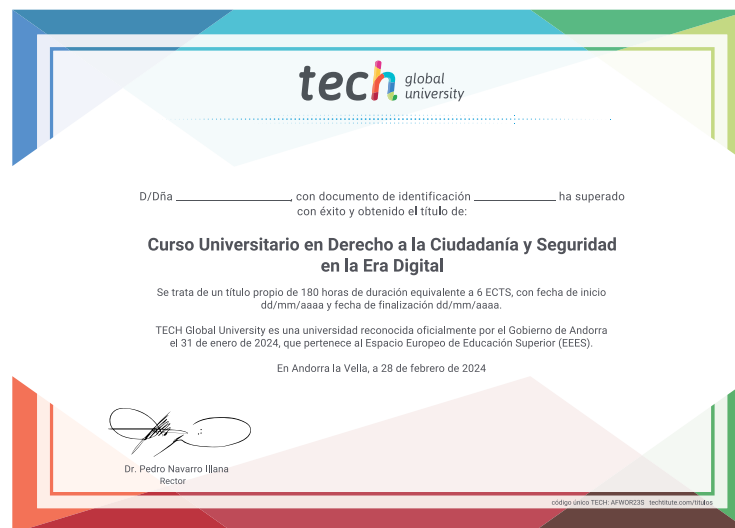 tech global university
D/Dña ________________, con documento de identificación ____________ ha superado
con éxito y obtenido el título de:
Curso Universitario en Derecho a la Ciudadanía y Seguridad
en la Era Digital
Se trata de un título propio de 180 horas de duración equivalente a 6 ECTS, con fecha de inicio
dd/mm/aaaa y fecha de finalización dd/mm/aaaa.
TECH Global University es una universidad reconocida oficialmente por el Gobierno de Andorra
el 31 de enero de 2024, que pertenece al Espacio Europeo de Educación Superior (EEES).
En Andorra la Vella, a 28 de febrero de 2024
Dr. Pedro Navarro Illana
Rector
código único TECH: AFWOR23S techtitute.com/titulos